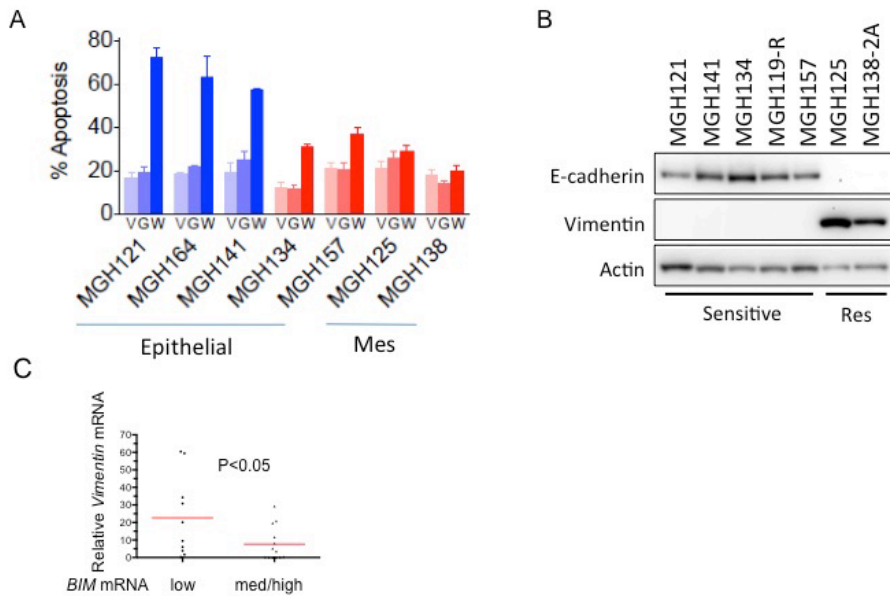 A
% Apoptosis
80
60
40
20
0
VGW VGW VGW VGW VGW VGW VGW
MGH121
MGH164
MGH141
MGH134
MGH157
MGH125
MGH138
Epithelial
Mes
B
MGH121
MGH141
MGH134
MGH119-R
MGH157
MGH125
MGH138-2A
E-cadherin
Vimentin
Actin
Sensitive
Res
C
Relative Vimentin mRNA
70
60
50
40
30
20
10
0
P<0.05
BIM mRNA low med/high